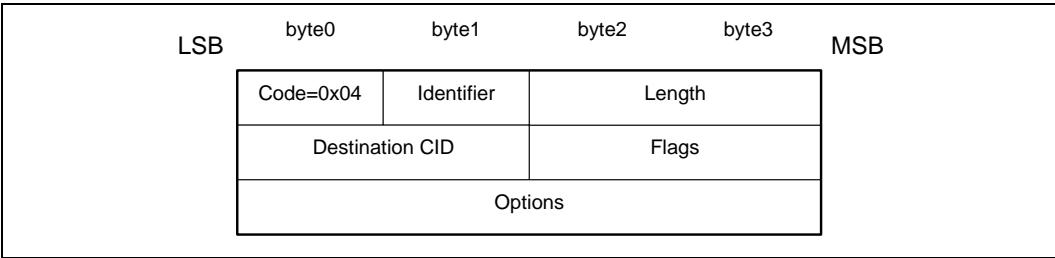 byte0 byte1 byte2 byte3
LSB MSB
Code=0x04 Identifier Length
Destination CID Flags
Options